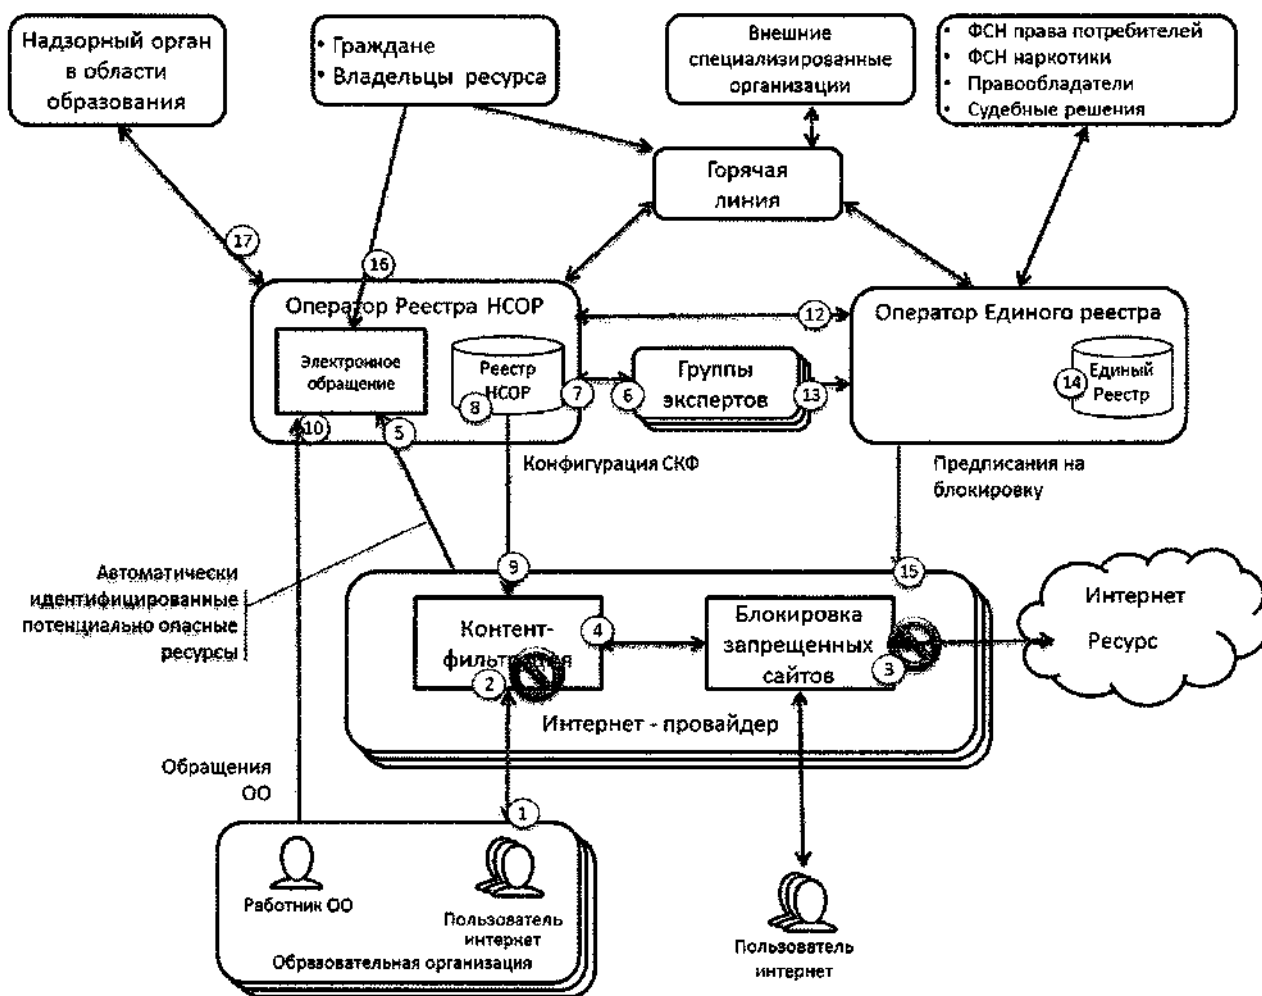 Надзорный орган
в области
образования
• Граждане
• Владельцы ресурса
Внешние
специализированные
организации
• ФСН права потребителей
• ФСН наркотики
• Правообладатели
• Судебные решения
Горячая
линия
17
16
Оператор Реестра НСОР
12
Оператор Единого реестра
Электронное
обращение
Реестр
НСОР
8
7
6
Группы
экспертов
13
14
Единый
Реестр
10
5
Конфигурация СКФ
Предписания на
блокировку
Автоматически
идентифицированные
потенциально опасные
ресурсы
9
15
Контент-
фильтрация
4
2
Блокировка
запрещенных
сайтов
3
Интернет
Ресурс
Интернет - провайдер
Обращения
ОО
1
Работник ОО
Пользователь
интернет
Образовательная организация
Пользователь
интернет